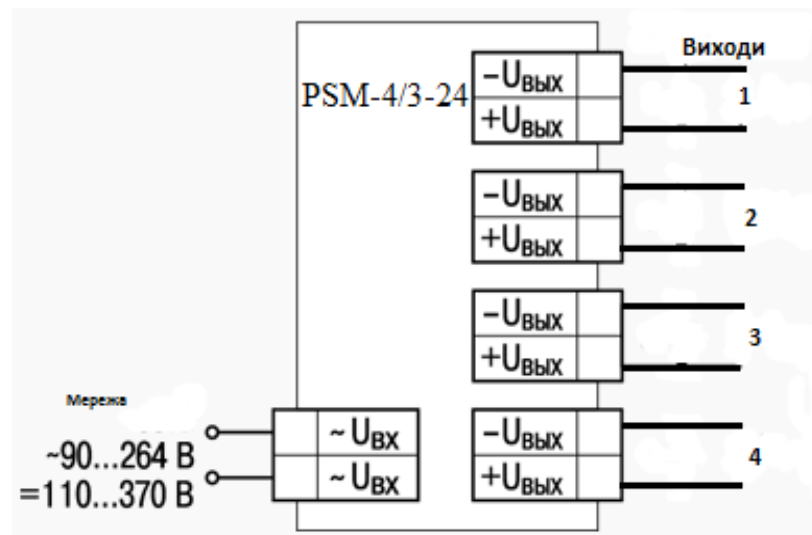 Виходи
PSM-4/3-24
−Uвых
+Uвых
1
−Uвых
+Uвых
2
−Uвых
+Uвых
3
Мережа
~90...264 В
=110...370 В
~ Uвх
~ Uвх
−Uвых
+Uвых
4